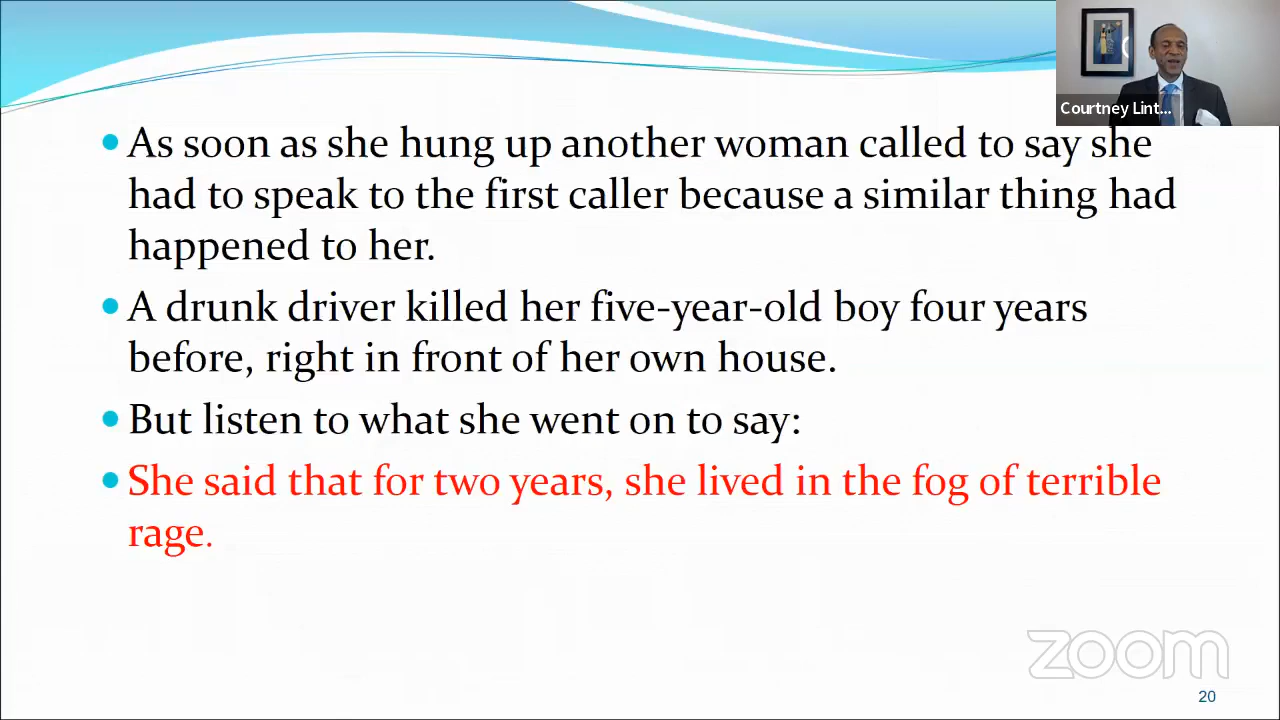 Courtney Lint...
As soon as she hung up another woman called to say she
had to speak to the first caller because a similar thing had
happened to her.
A drunk driver killed her five-year-old boy four years
before, right in front of her own house.
But listen to what she went on to say:
She said that for two years, she lived in the fog of terrible
rage.
zoom
20